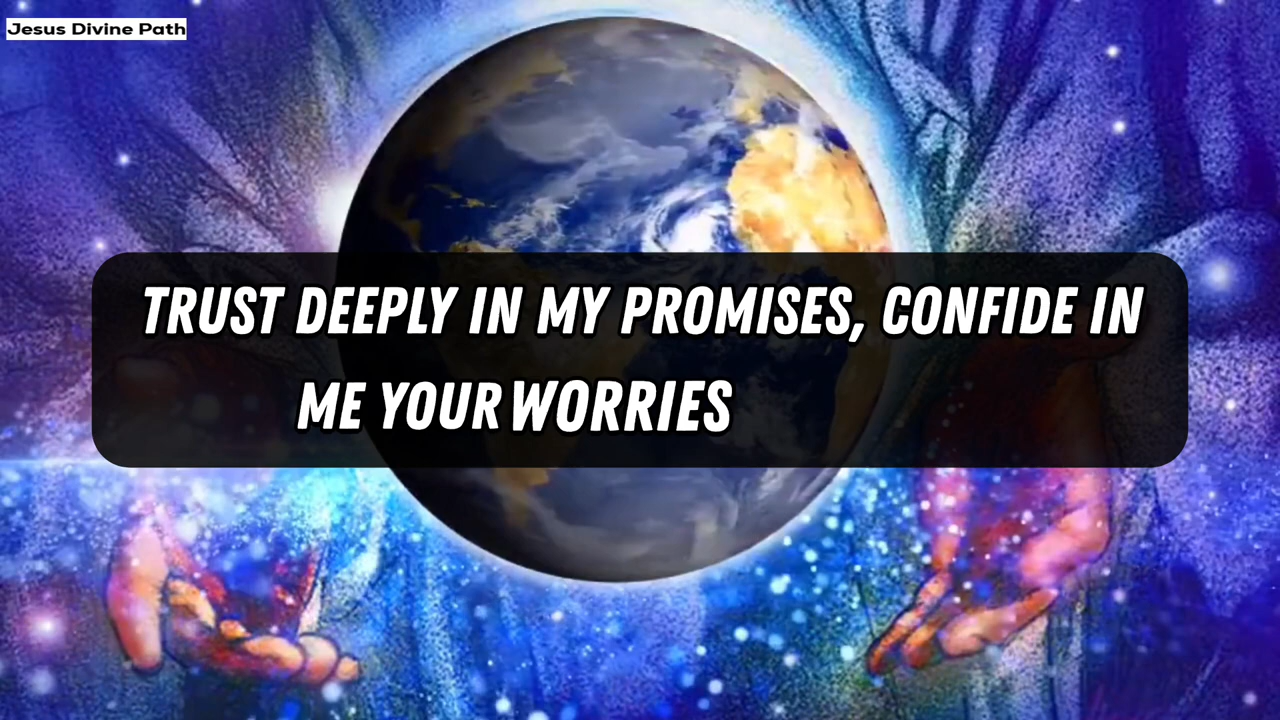 Jesus Divine Path
TRUST DEEPLY IN MY PROMISES, CONFIDE IN
ME YOUR WORRIES